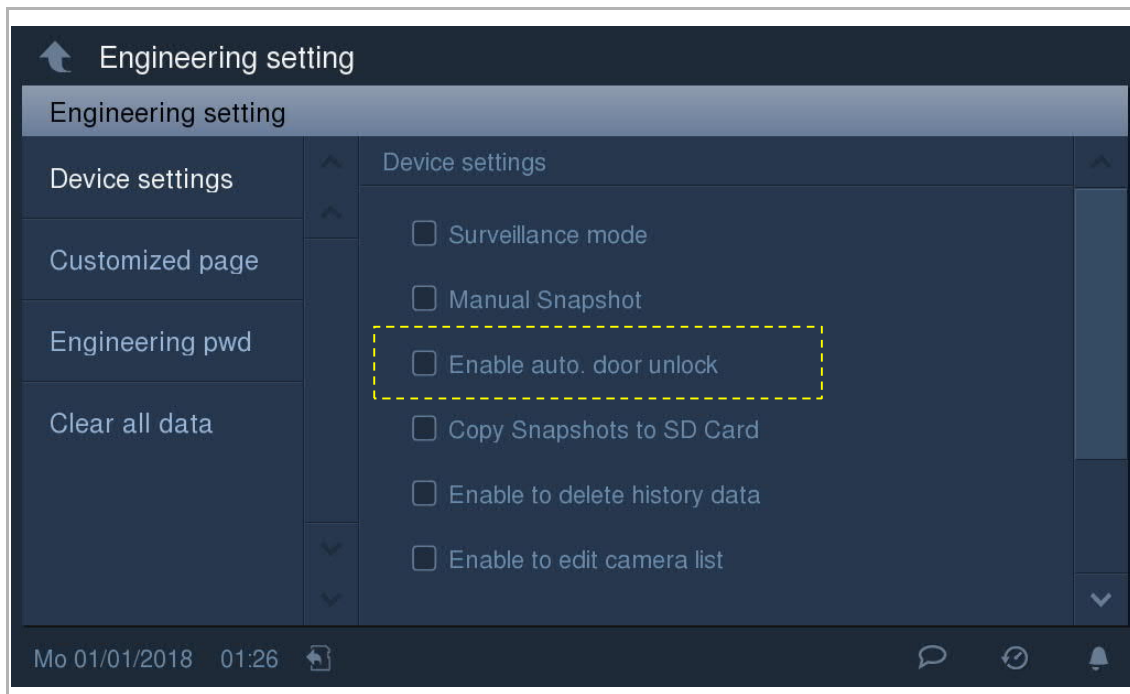 Engineering setting
Engineering setting
Device settings
Customized page
Engineering pwd
Clear all data
Device settings
Surveillance mode
Manual Snapshot
Enable auto. door unlock
Copy Snapshots to SD Card
Enable to delete history data
Enable to edit camera list
Mo 01/01/2018 01:26